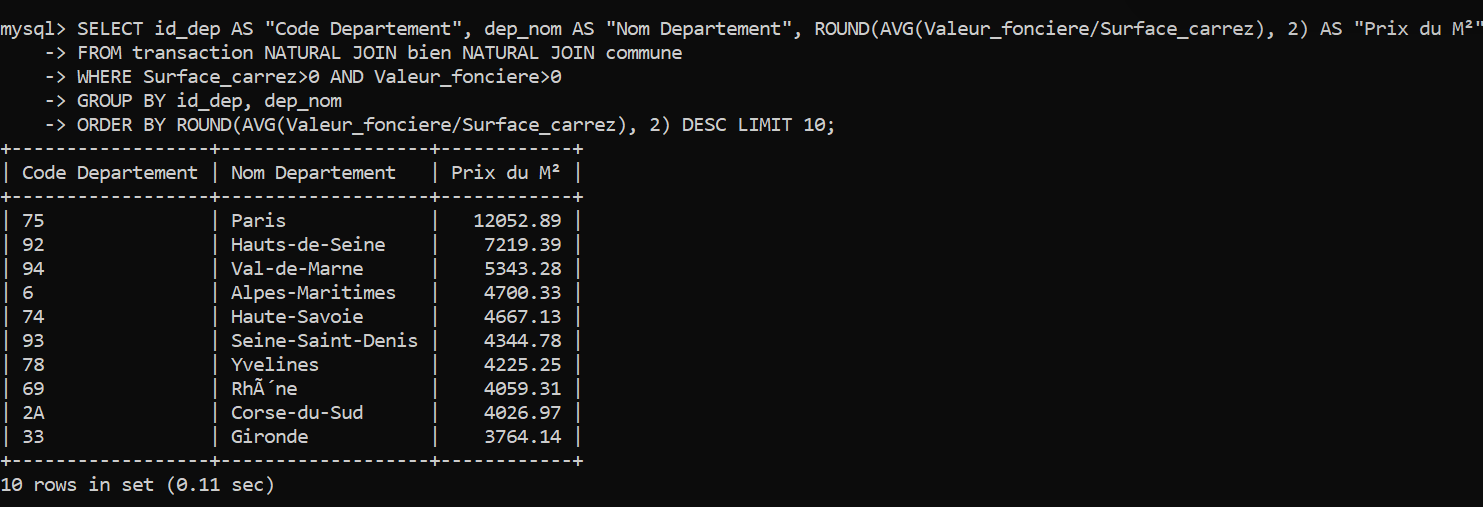 mysql> SELECT id_dep AS "Code Departement", dep_nom AS "Nom Departement", ROUND(AVG(Valeur_fonciere/Surface_carrez), 2) AS "Prix du M²"
    -> FROM transaction NATURAL JOIN bien NATURAL JOIN commune
    -> WHERE Surface_carrez>0 AND Valeur_fonciere>0
    -> GROUP BY id_dep, dep_nom
    -> ORDER BY ROUND(AVG(Valeur_fonciere/Surface_carrez), 2) DESC LIMIT 10;
+------------------+-------------------+------------+
| Code Departement | Nom Departement   | Prix du M² |
+------------------+-------------------+------------+
| 75               | Paris             |   12052.89 |
| 92               | Hauts-de-Seine    |    7219.39 |
| 94               | Val-de-Marne      |    5343.28 |
| 6                | Alpes-Maritimes   |    4700.33 |
| 74               | Haute-Savoie      |    4667.13 |
| 93               | Seine-Saint-Denis |    4344.78 |
| 78               | Yvelines          |    4225.25 |
| 69               | RhÃ´ne            |    4059.31 |
| 2A               | Corse-du-Sud      |    4026.97 |
| 33               | Gironde           |    3764.14 |
+------------------+-------------------+------------+
10 rows in set (0.11 sec)